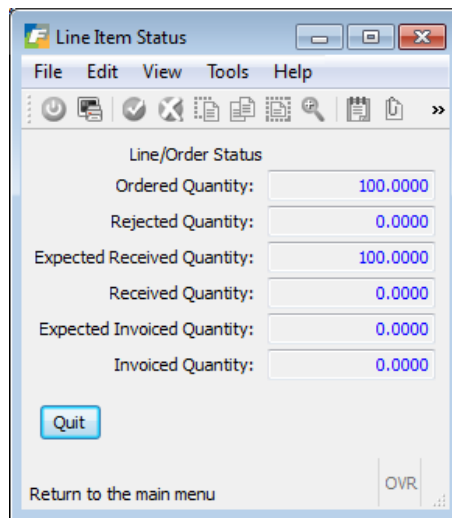 Line Item Status
File Edit View Tools Help
»
Line/Order Status
Ordered Quantity: 100.0000
Rejected Quantity: 0.0000
Expected Received Quantity: 100.0000
Received Quantity: 0.0000
Expected Invoiced Quantity: 0.0000
Invoiced Quantity: 0.0000
Quit
Return to the main menu OVR